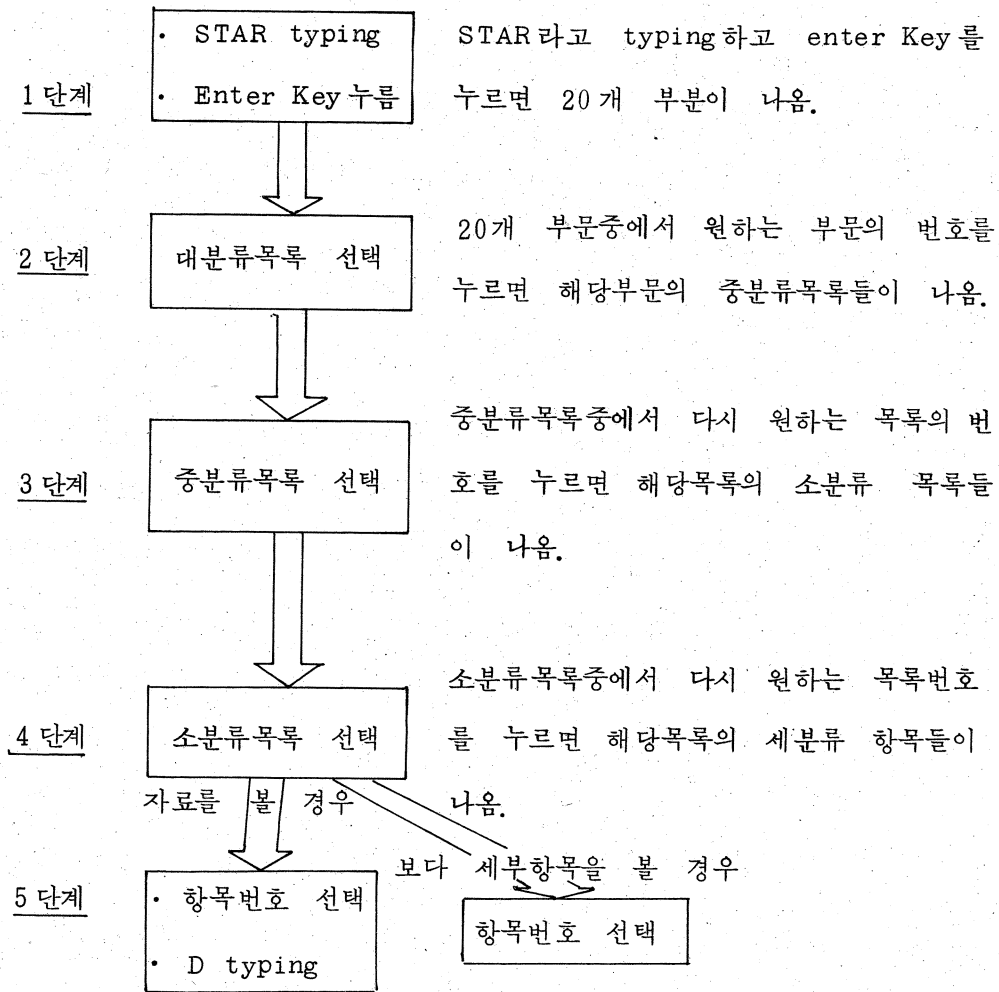 · STAR typing
· Enter Key 누름
1 단계
STAR라고 typing하고 enter Key를
누르면 20개 부분이 나옴.
2 단계
대분류목록 선택
20개 부문중에서 원하는 부문의 번호를
누르면 해당부문의 중분류목록들이 나옴.
3 단계
중분류목록 선택
중분류목록중에서 다시 원하는 목록의 번
호를 누르면 해당목록의 소분류 목록들
이 나옴.
4 단계
소분류목록 선택
소분류목록중에서 다시 원하는 목록번호
를 누르면 해당목록의 세분류 항목들이
나옴.
자료를 볼 경우
보다 세부항목을 볼 경우
5 단계
· 항목번호 선택
· D typing
항목번호 선택